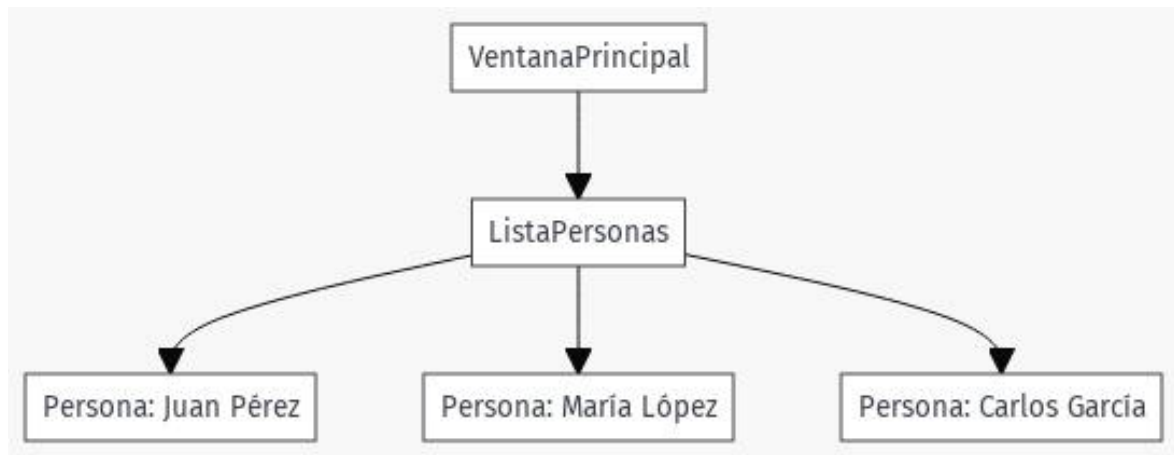 VentanaPrincipal
ListaPersonas
Persona: Juan Pérez
Persona: María López
Persona: Carlos García